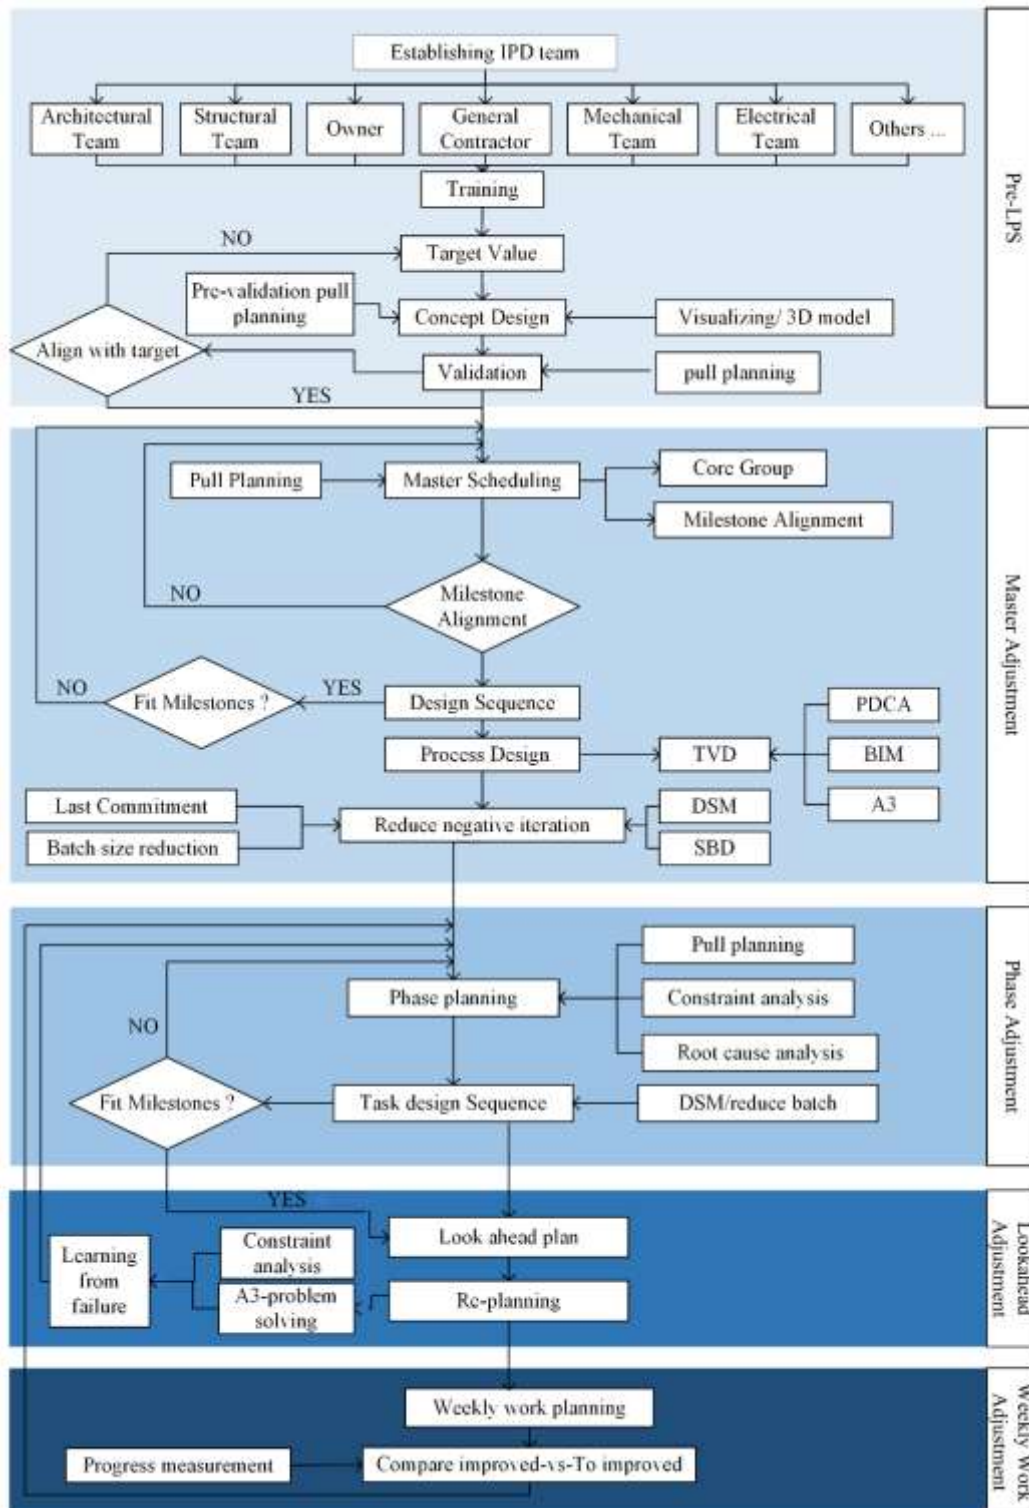 Establishing IPD team
Architectural
Team
Structural
Team
Owner
General
Contractor
Mechanical
Team
Electrical
Team
Others ...
Training
Pre-LPS
NO
Target Value
Pre-validation pull
planning
Concept Design
Visualizing/ 3D model
Align with target
Validation
pull planning
YES
Pull Planning
Master Scheduling
Core Group
Milestone Alignment
NO
Milestone
Alignment
Master Adjustment
NO
Fit Milestones ?
YES
Design Sequence
PDCA
Process Design
TVD
BIM
Last Commitment
DSM
A3
Reduce negative iteration
Batch size reduction
SBD
Pull planning
Phase planning
Constraint analysis
NO
Root cause analysis
Phase Adjustment
Fit Milestones ?
Task design Sequence
DSM/reduce batch
YES
Look ahead plan
Learning
from
failure
Constraint
analysis
A3-problem
solving
Re-planning
Lookahead
Adjustment
Weekly work planning
Progress measurement
Compare improved-vs-To improved
Weekly Work
Adjustment